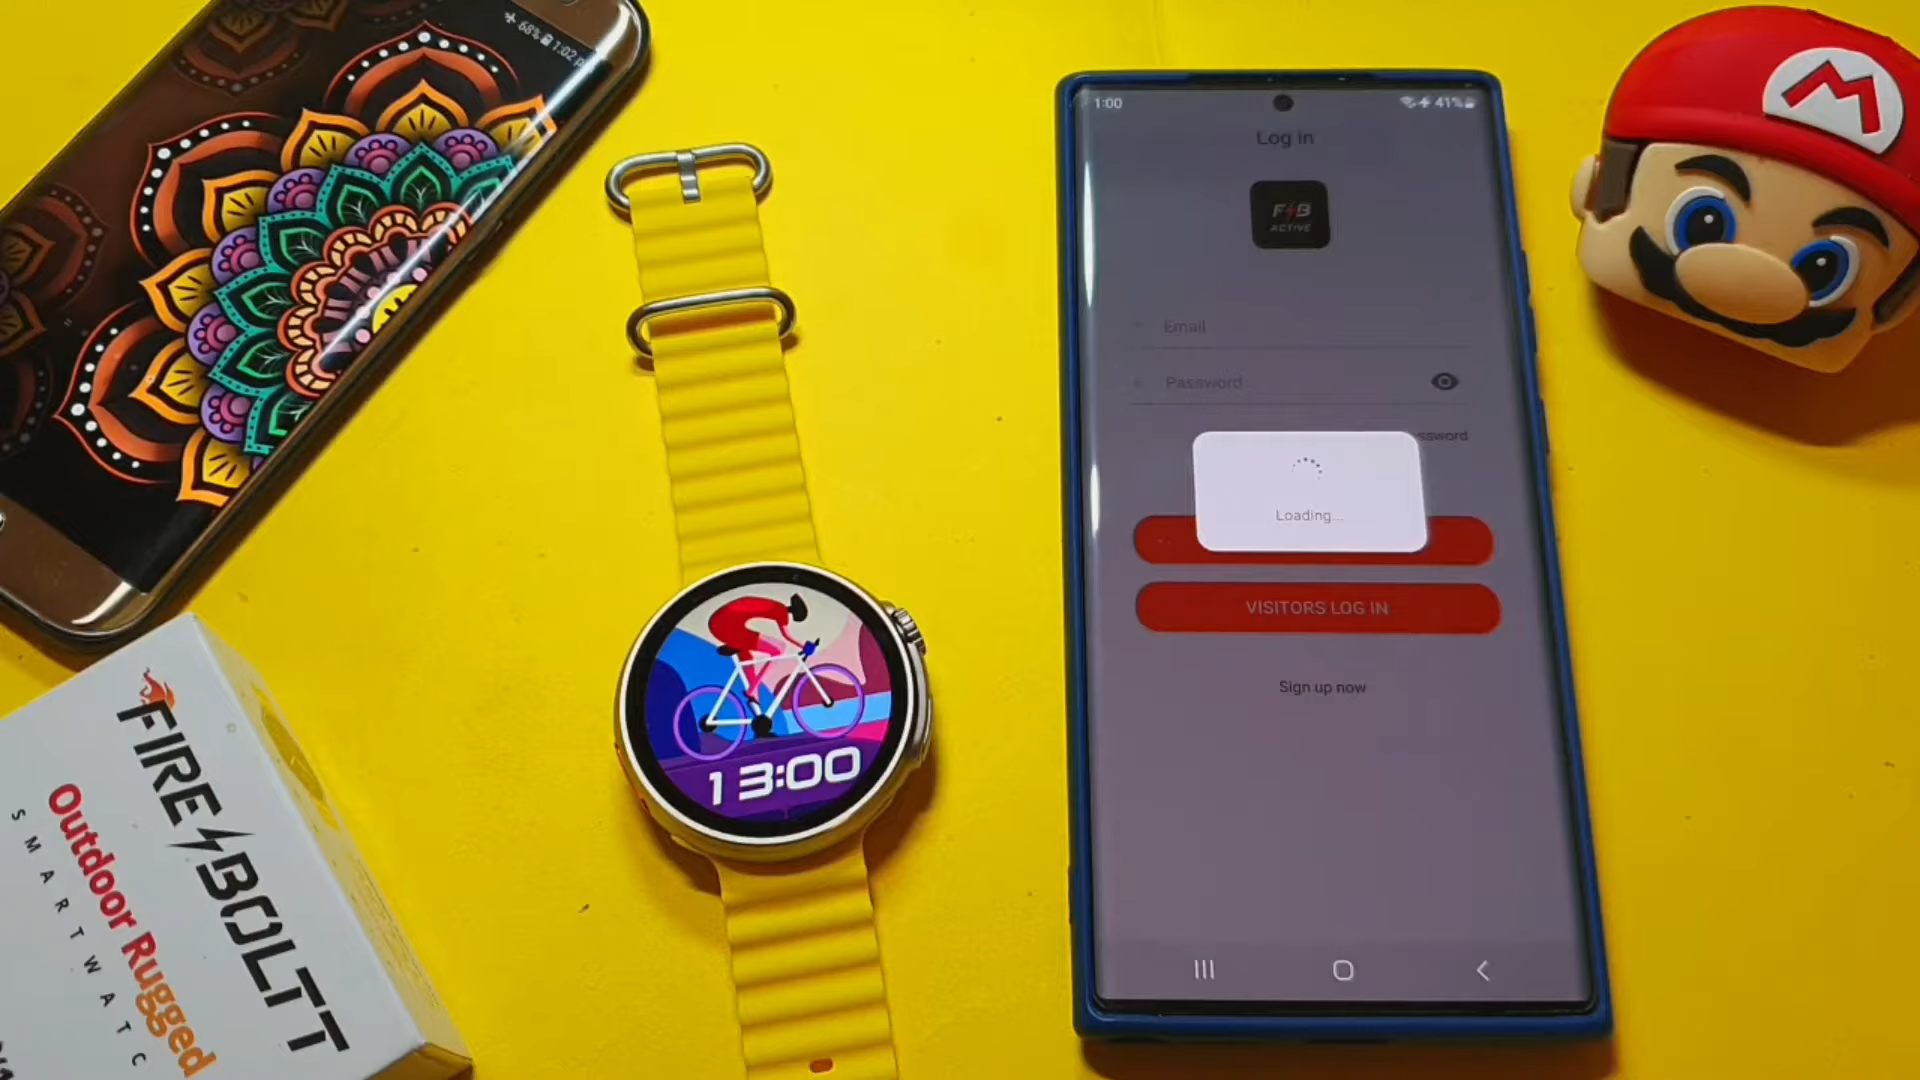 68% 1:02 p
1:00
41%
Log in
F B
ACTIVE
Email
Password
ssword
Loading...
VISITORS LOG IN
Sign up now
13:00
M
FIRE BOLTT
Outdoor Rugged
SMARTWATC